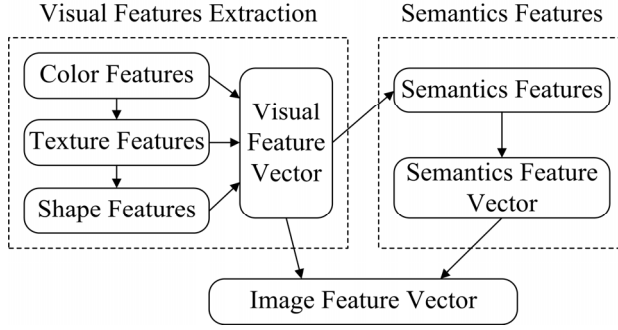 Visual Features Extraction
Color Features
Texture Features
Shape Features
Visual
Feature
Vector
Semantics Features
Semantics Features
Semantics Feature
Vector
Image Feature Vector